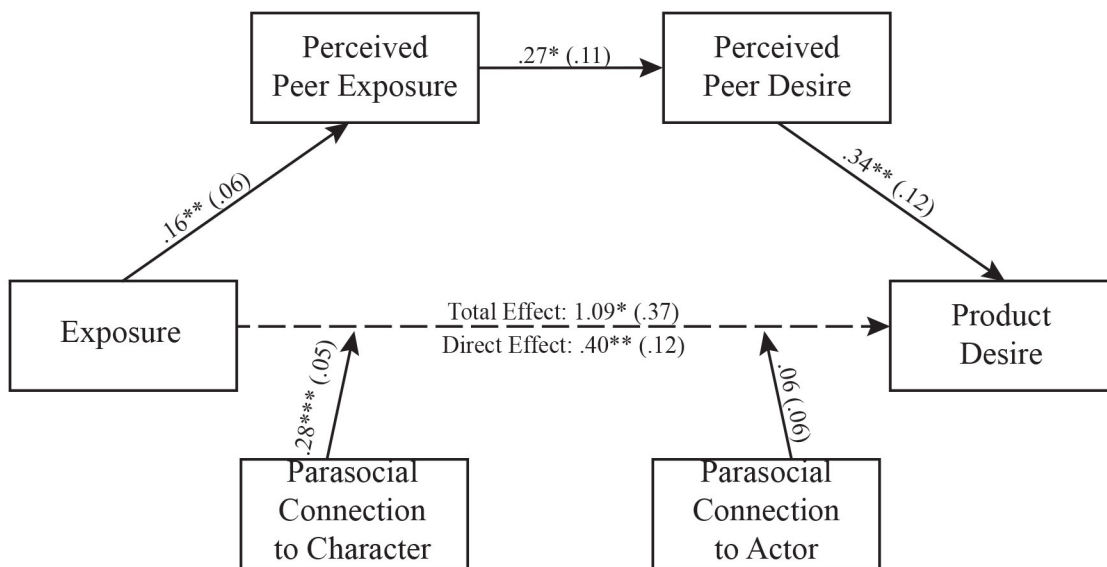 Perceived
Peer Exposure
.27* (.11)
Perceived
Peer Desire
.16** (.06)
.34** (.12)
Exposure
Total Effect: 1.09* (.37)
Direct Effect: .40** (.12)
Product
Desire
.28*** (.05)
.06 (.06)
Parasocial
Connection
to Character
Parasocial
Connection
to Actor